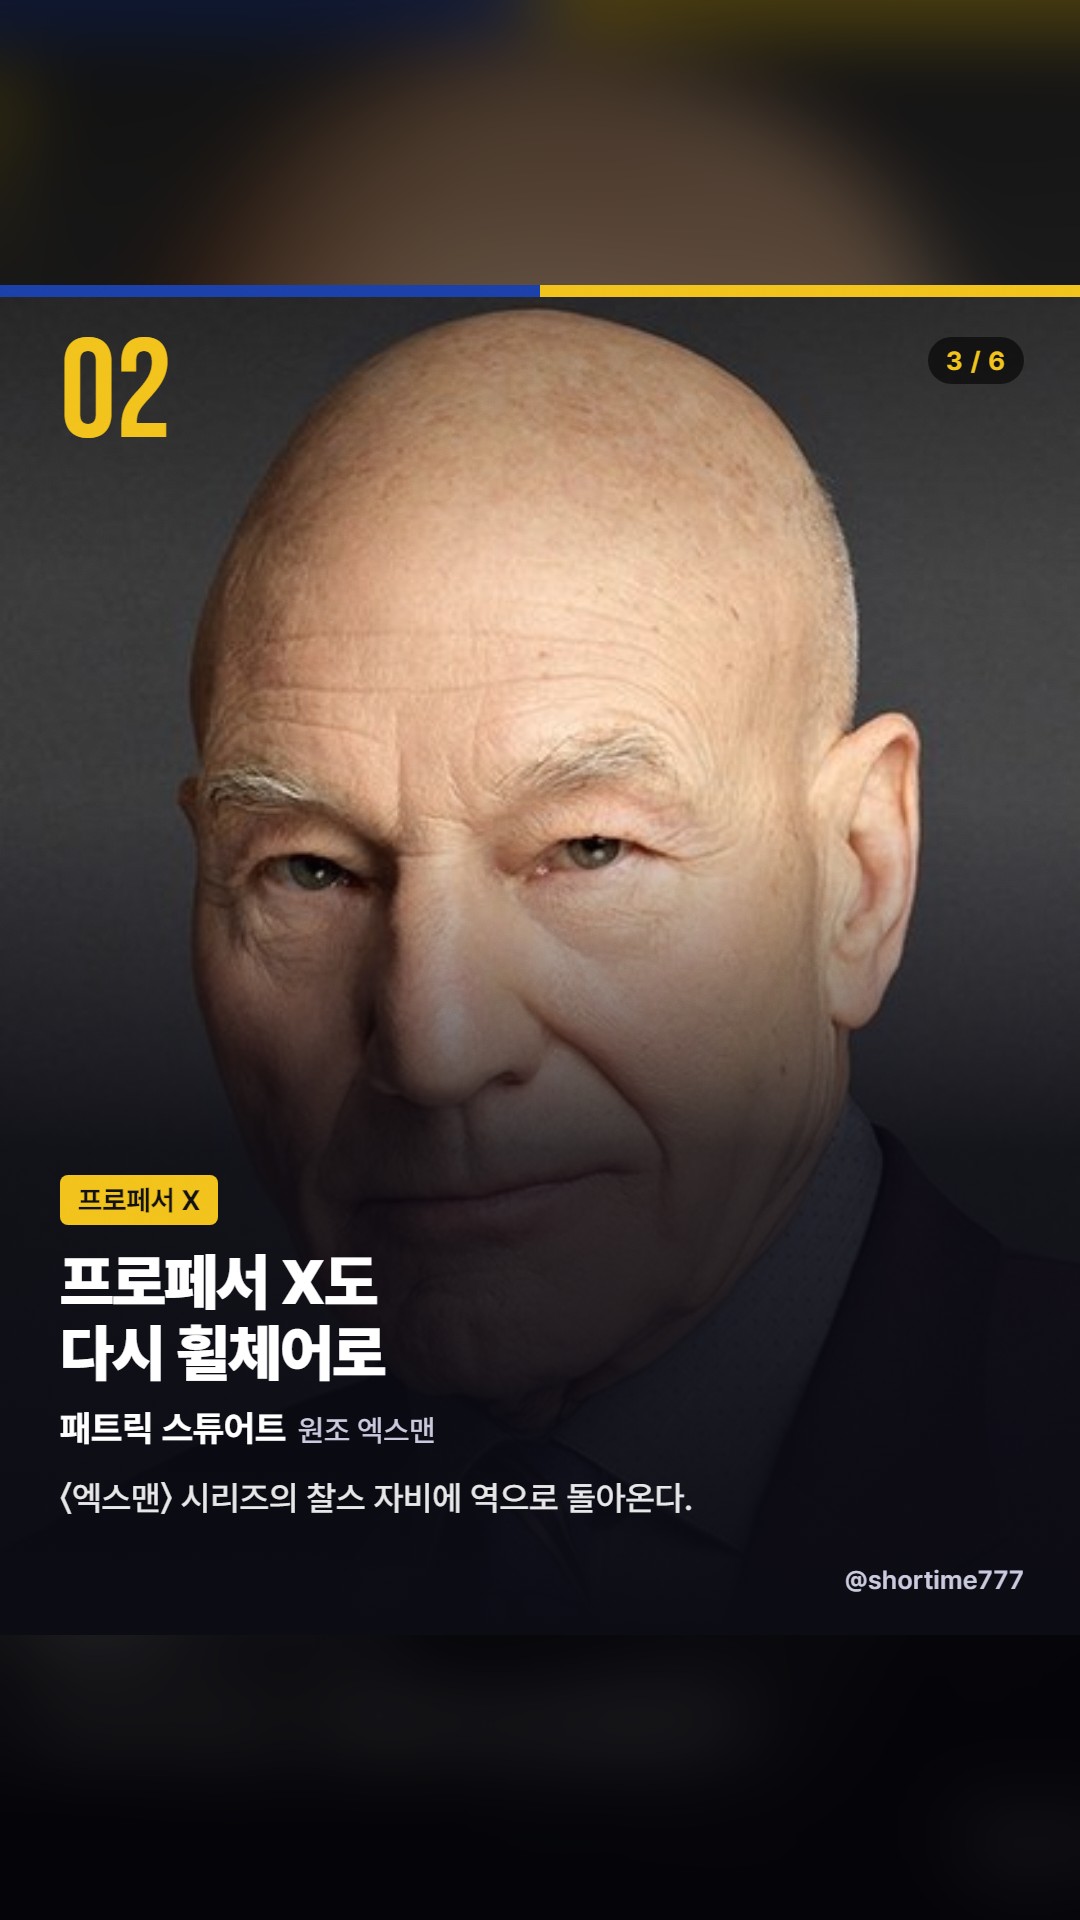 02
3 / 6
프로페서 X
프로페서 X도
다시 휠체어로
패트릭 스튜어트 원조 엑스맨
〈엑스맨〉 시리즈의 찰스 자비에 역으로 돌아온다.
@shortime777